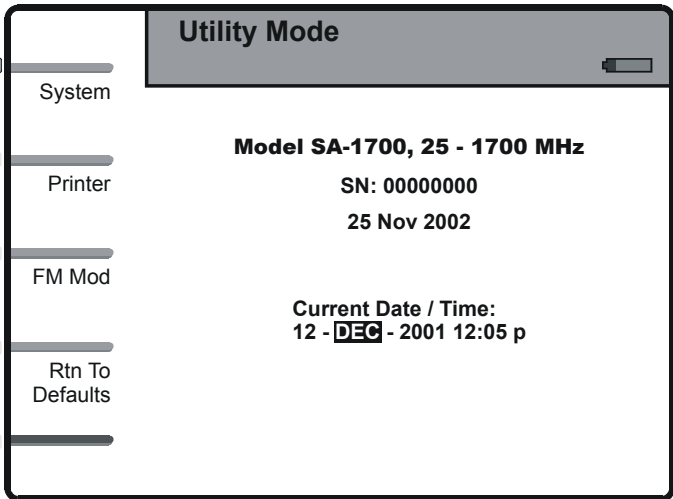 Utility Mode
System
Printer
FM Mod
Rtn To
Defaults
Model SA-1700, 25 - 1700 MHz
SN: 00000000
25 Nov 2002
Current Date / Time:
12 - DEC - 2001 12:05 p